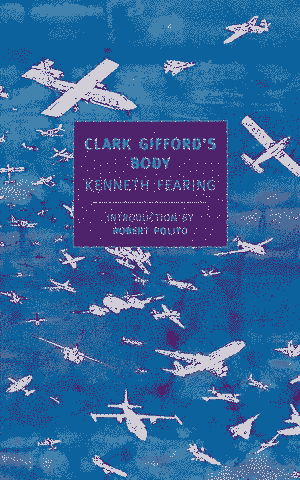 CLARK GIFFORD'S
BODY
KENNETH FEARING
INTRODUCTION BY
ROBERT POLITO